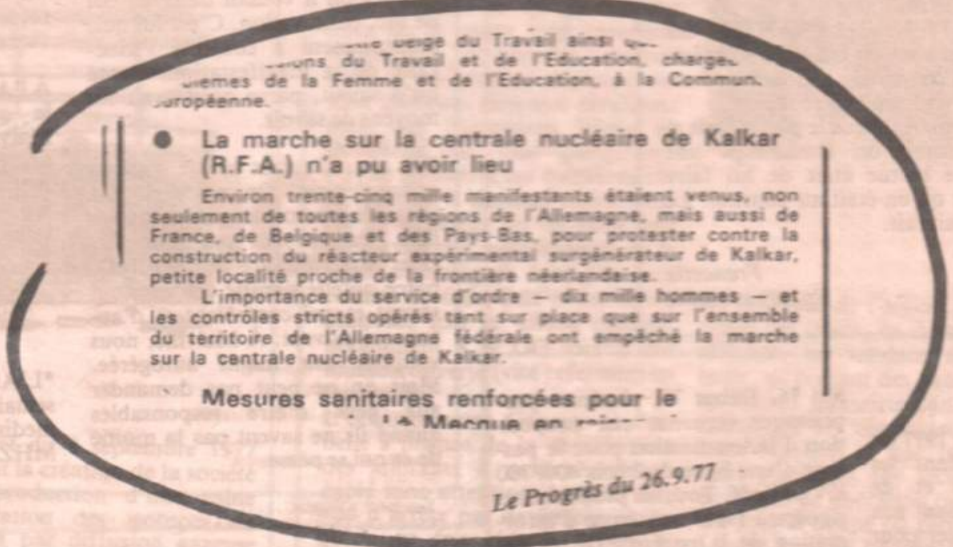 belge du Travail ainsi
du Travail et de l'Education,
de la Femme et de l'Education, à la
européenne.
● La marche sur la centrale nucléaire de Kalkar
(R.F.A.) n'a pu avoir lieu
Environ trente-cinq mille manifestants étaient venus, non
seulement de toutes les régions de l'Allemagne, mais aussi de
France, de Belgique et des Pays-Bas, pour protester contre la
construction du réacteur expérimental surgénérateur de Kalkar,
petite localité proche de la frontière néerlandaise.
L'importance du service d'ordre — dix mille hommes — et
les contrôles stricts opérés tant sur place que sur l'ensemble
du territoire de l'Allemagne fédérale ont empêché la marche
sur la centrale nucléaire de Kalkar.
Mesures sanitaires renforcées pour le
La Mecque en
Le Progrès du 26.9.77